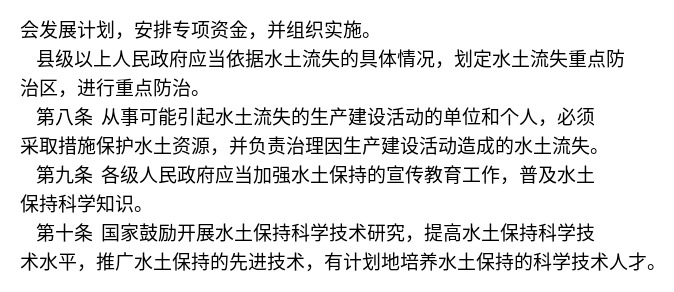 会发展计划，安排专项资金，并组织实施。
县级以上人民政府应当依据水土流失的具体情况，划定水土流失重点防
治区，进行重点防治。
第八条 从事可能引起水土流失的生产建设活动的单位和个人，必须
采取措施保护水土资源，并负责治理因生产建设活动造成的水土流失。
第九条 各级人民政府应当加强水土保持的宣传教育工作，普及水土
保持科学知识。
第十条 国家鼓励开展水土保持科学技术研究，提高水土保持科学技
术水平，推广水土保持的先进技术，有计划地培养水土保持的科学技术人才。